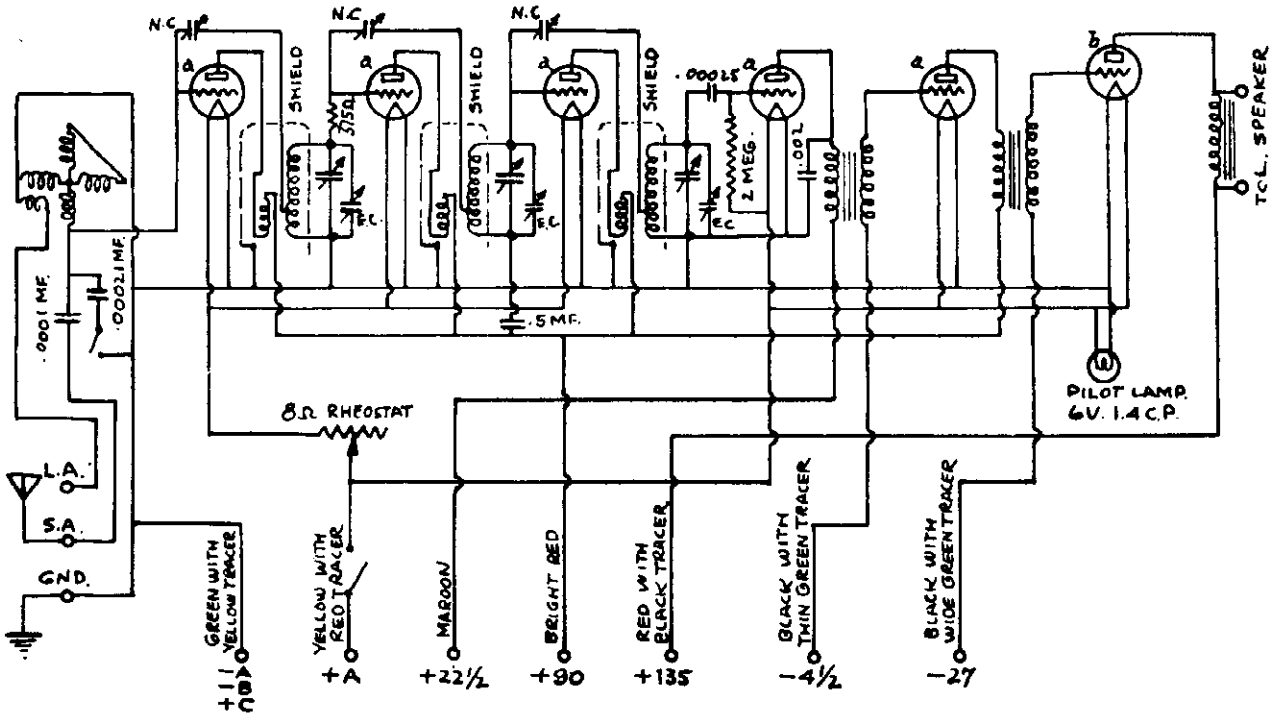 N.C
N.C
N.C
a
a
a
a
a
b
SHIELD
SHIELD
SHIELD
375Ω
.00025
2 MEG.
.002
E.C.
E.C.
E.C
TO L. SPEAKER
.0001 MF.
.00021 MF.
.5 MF.
8Ω RHEOSTAT
PILOT LAMP.
6V. 1.4 C.P.
L.A.
S.A.
GND.
GREEN WITH
YELLOW TRACER
YELLOW WITH
RED TRACER
MAROON
BRIGHT RED
RED WITH
BLACK TRACER
BLACK WITH
THIN GREEN TRACER
BLACK WITH
WIDE GREEN TRACER
-A
-B
+C
+A
+22½
+90
+135
-4½
-27